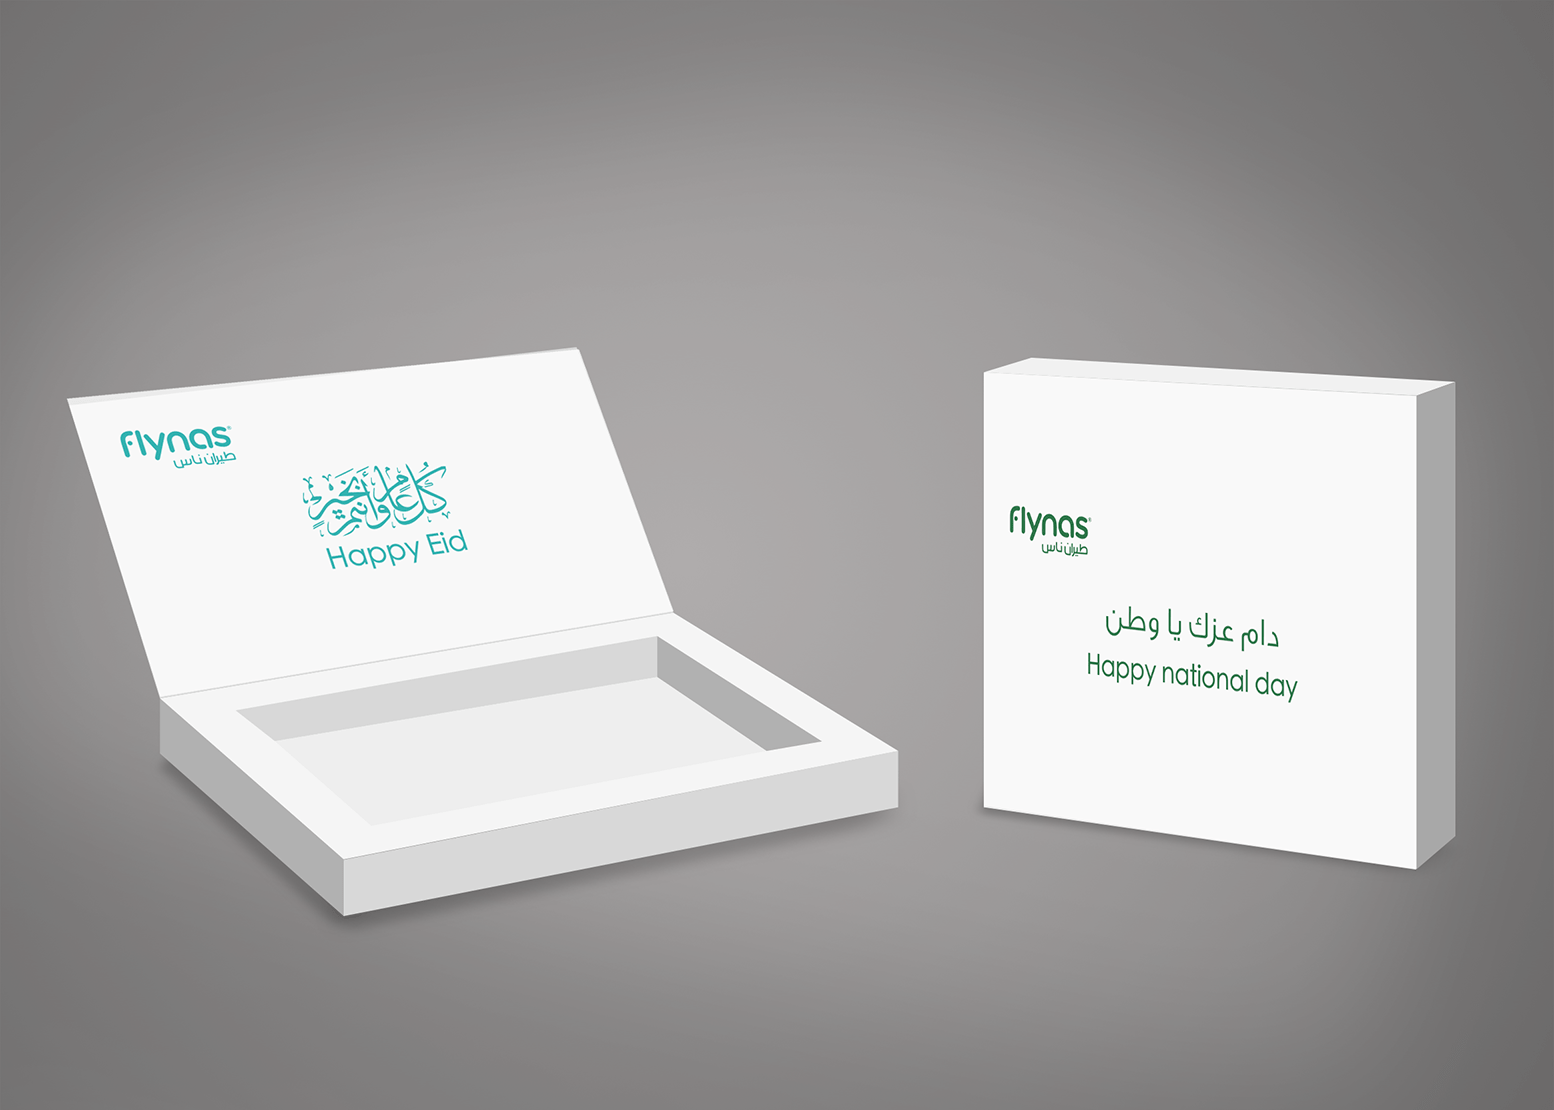 flynas
طيران ناس
كل عام وأنتم بخير
Happy Eid
flynas
طيران ناس
دام عزك يا وطن
Happy national day